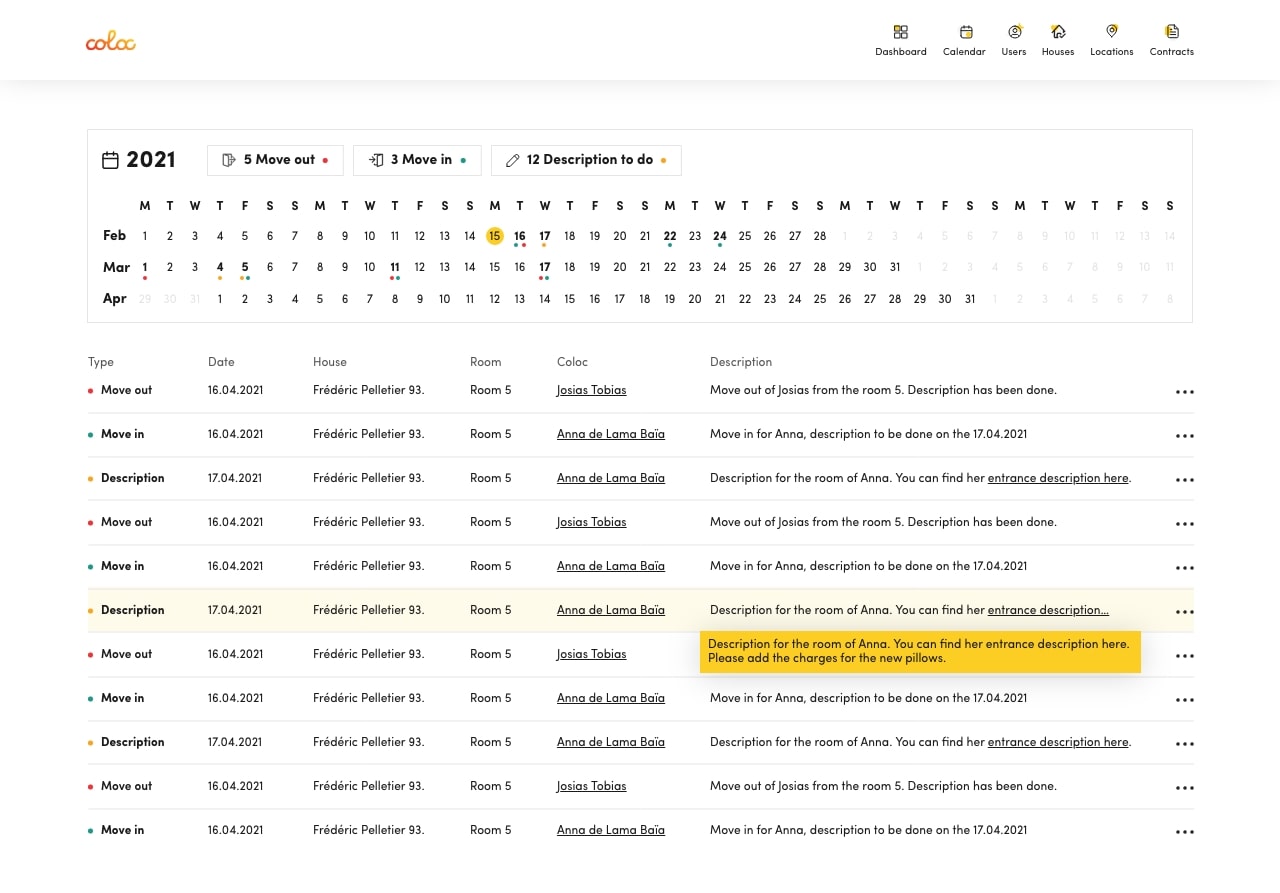 coloc
Dashboard Calendar Users Houses Locations Contracts
2021 5 Move out 3 Move in 12 Description to do
M T W T F S S M T W T F S S M T W T F S S M T W T F S S M T W T F S S M T W T F S S
Feb 1 2 3 4 5 6 7 8 9 10 11 12 13 14 15 16 17 18 19 20 21 22 23 24 25 26 27 28 1 2 3 4 5 6 7 8 9 10 11 12 13 14
Mar 1 2 3 4 5 6 7 8 9 10 11 12 13 14 15 16 17 18 19 20 21 22 23 24 25 26 27 28 29 30 31 1 2 3 4 5 6 7 8 9 10 11
Apr 29 30 31 1 2 3 4 5 6 7 8 9 10 11 12 13 14 15 16 17 18 19 20 21 22 23 24 25 26 27 28 29 30 31 1 2 3 4 5 6 7 8
Type Date House Room Coloc Description
Move out 16.04.2021 Frédéric Pelletier 93. Room 5 Josias Tobias Move out of Josias from the room 5. Description has been done.
Move in 16.04.2021 Frédéric Pelletier 93. Room 5 Anna de Lama Baïa Move in for Anna, description to be done on the 17.04.2021
Description 17.04.2021 Frédéric Pelletier 93. Room 5 Anna de Lama Baïa Description for the room of Anna. You can find her entrance description here.
Move out 16.04.2021 Frédéric Pelletier 93. Room 5 Josias Tobias Move out of Josias from the room 5. Description has been done.
Move in 16.04.2021 Frédéric Pelletier 93. Room 5 Anna de Lama Baïa Move in for Anna, description to be done on the 17.04.2021
Description 17.04.2021 Frédéric Pelletier 93. Room 5 Anna de Lama Baïa Description for the room of Anna. You can find her entrance description...
Move out 16.04.2021 Frédéric Pelletier 93. Room 5 Josias Tobias
Description for the room of Anna. You can find her entrance description here.
Please add the charges for the new pillows.
Move in 16.04.2021 Frédéric Pelletier 93. Room 5 Anna de Lama Baïa Move in for Anna, description to be done on the 17.04.2021
Description 17.04.2021 Frédéric Pelletier 93. Room 5 Anna de Lama Baïa Description for the room of Anna. You can find her entrance description here.
Move out 16.04.2021 Frédéric Pelletier 93. Room 5 Josias Tobias Move out of Josias from the room 5. Description has been done.
Move in 16.04.2021 Frédéric Pelletier 93. Room 5 Anna de Lama Baïa Move in for Anna, description to be done on the 17.04.2021